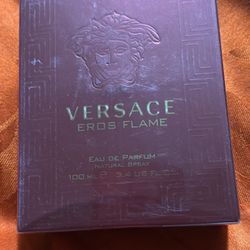 VERSACE
EROS FLAME
EAU DE PARFUM
NATURAL SPRAY
100 ML ℮ 3.4 US FL.OZ.